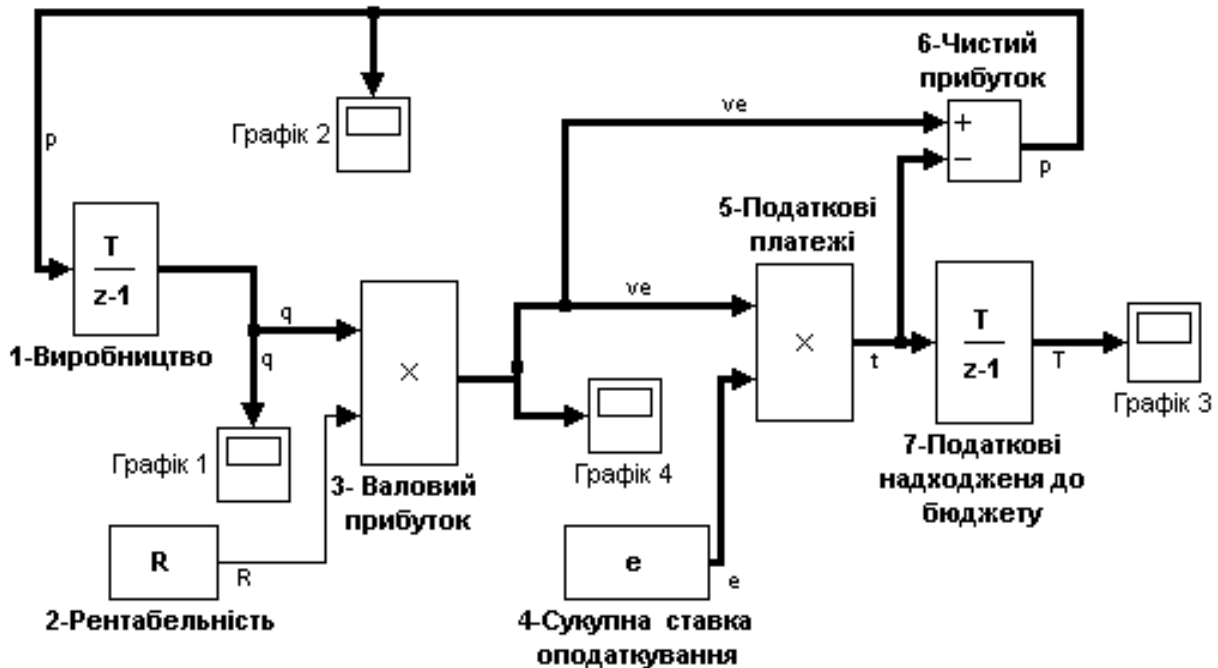 6-Чистий
прибуток
ve
+
−
p
p
Графік 2
5-Податкові
платежі
T
z-1
q
q
1-Виробництво
ve
×
×
t
T
z-1
T
Графік 3
Графік 1
Графік 4
3- Валовий
прибуток
7-Податкові
надходженя до
бюджету
R
R
2-Рентабельність
e
e
4-Сукупна ставка
оподаткування